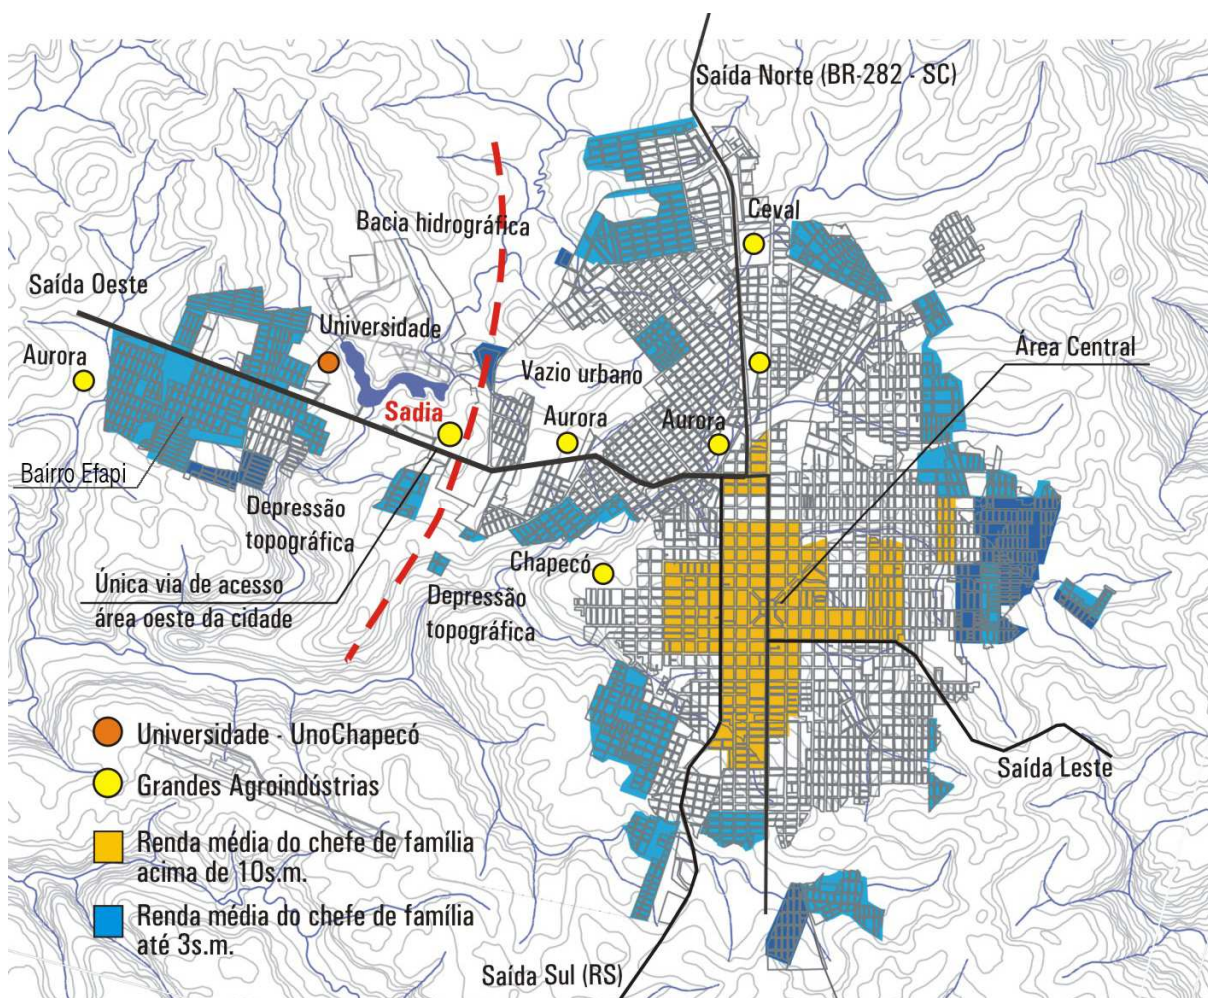 Saída Norte (BR-282 - SC)
Ceval
Bacia hidrográfica
Saída Oeste
Universidade
Aurora
Vazio urbano
Área Central
Sadia
Aurora
Aurora
Bairro Efapi
Depressão
topográfica
Chapecó
Única via de acesso
área oeste da cidade
Depressão
topográfica
Universidade - UnoChapecó
Grandes Agroindústrias
Saída Leste
Renda média do chefe de família
acima de 10s.m.
Renda média do chefe de família
até 3s.m.
Saída Sul (RS)